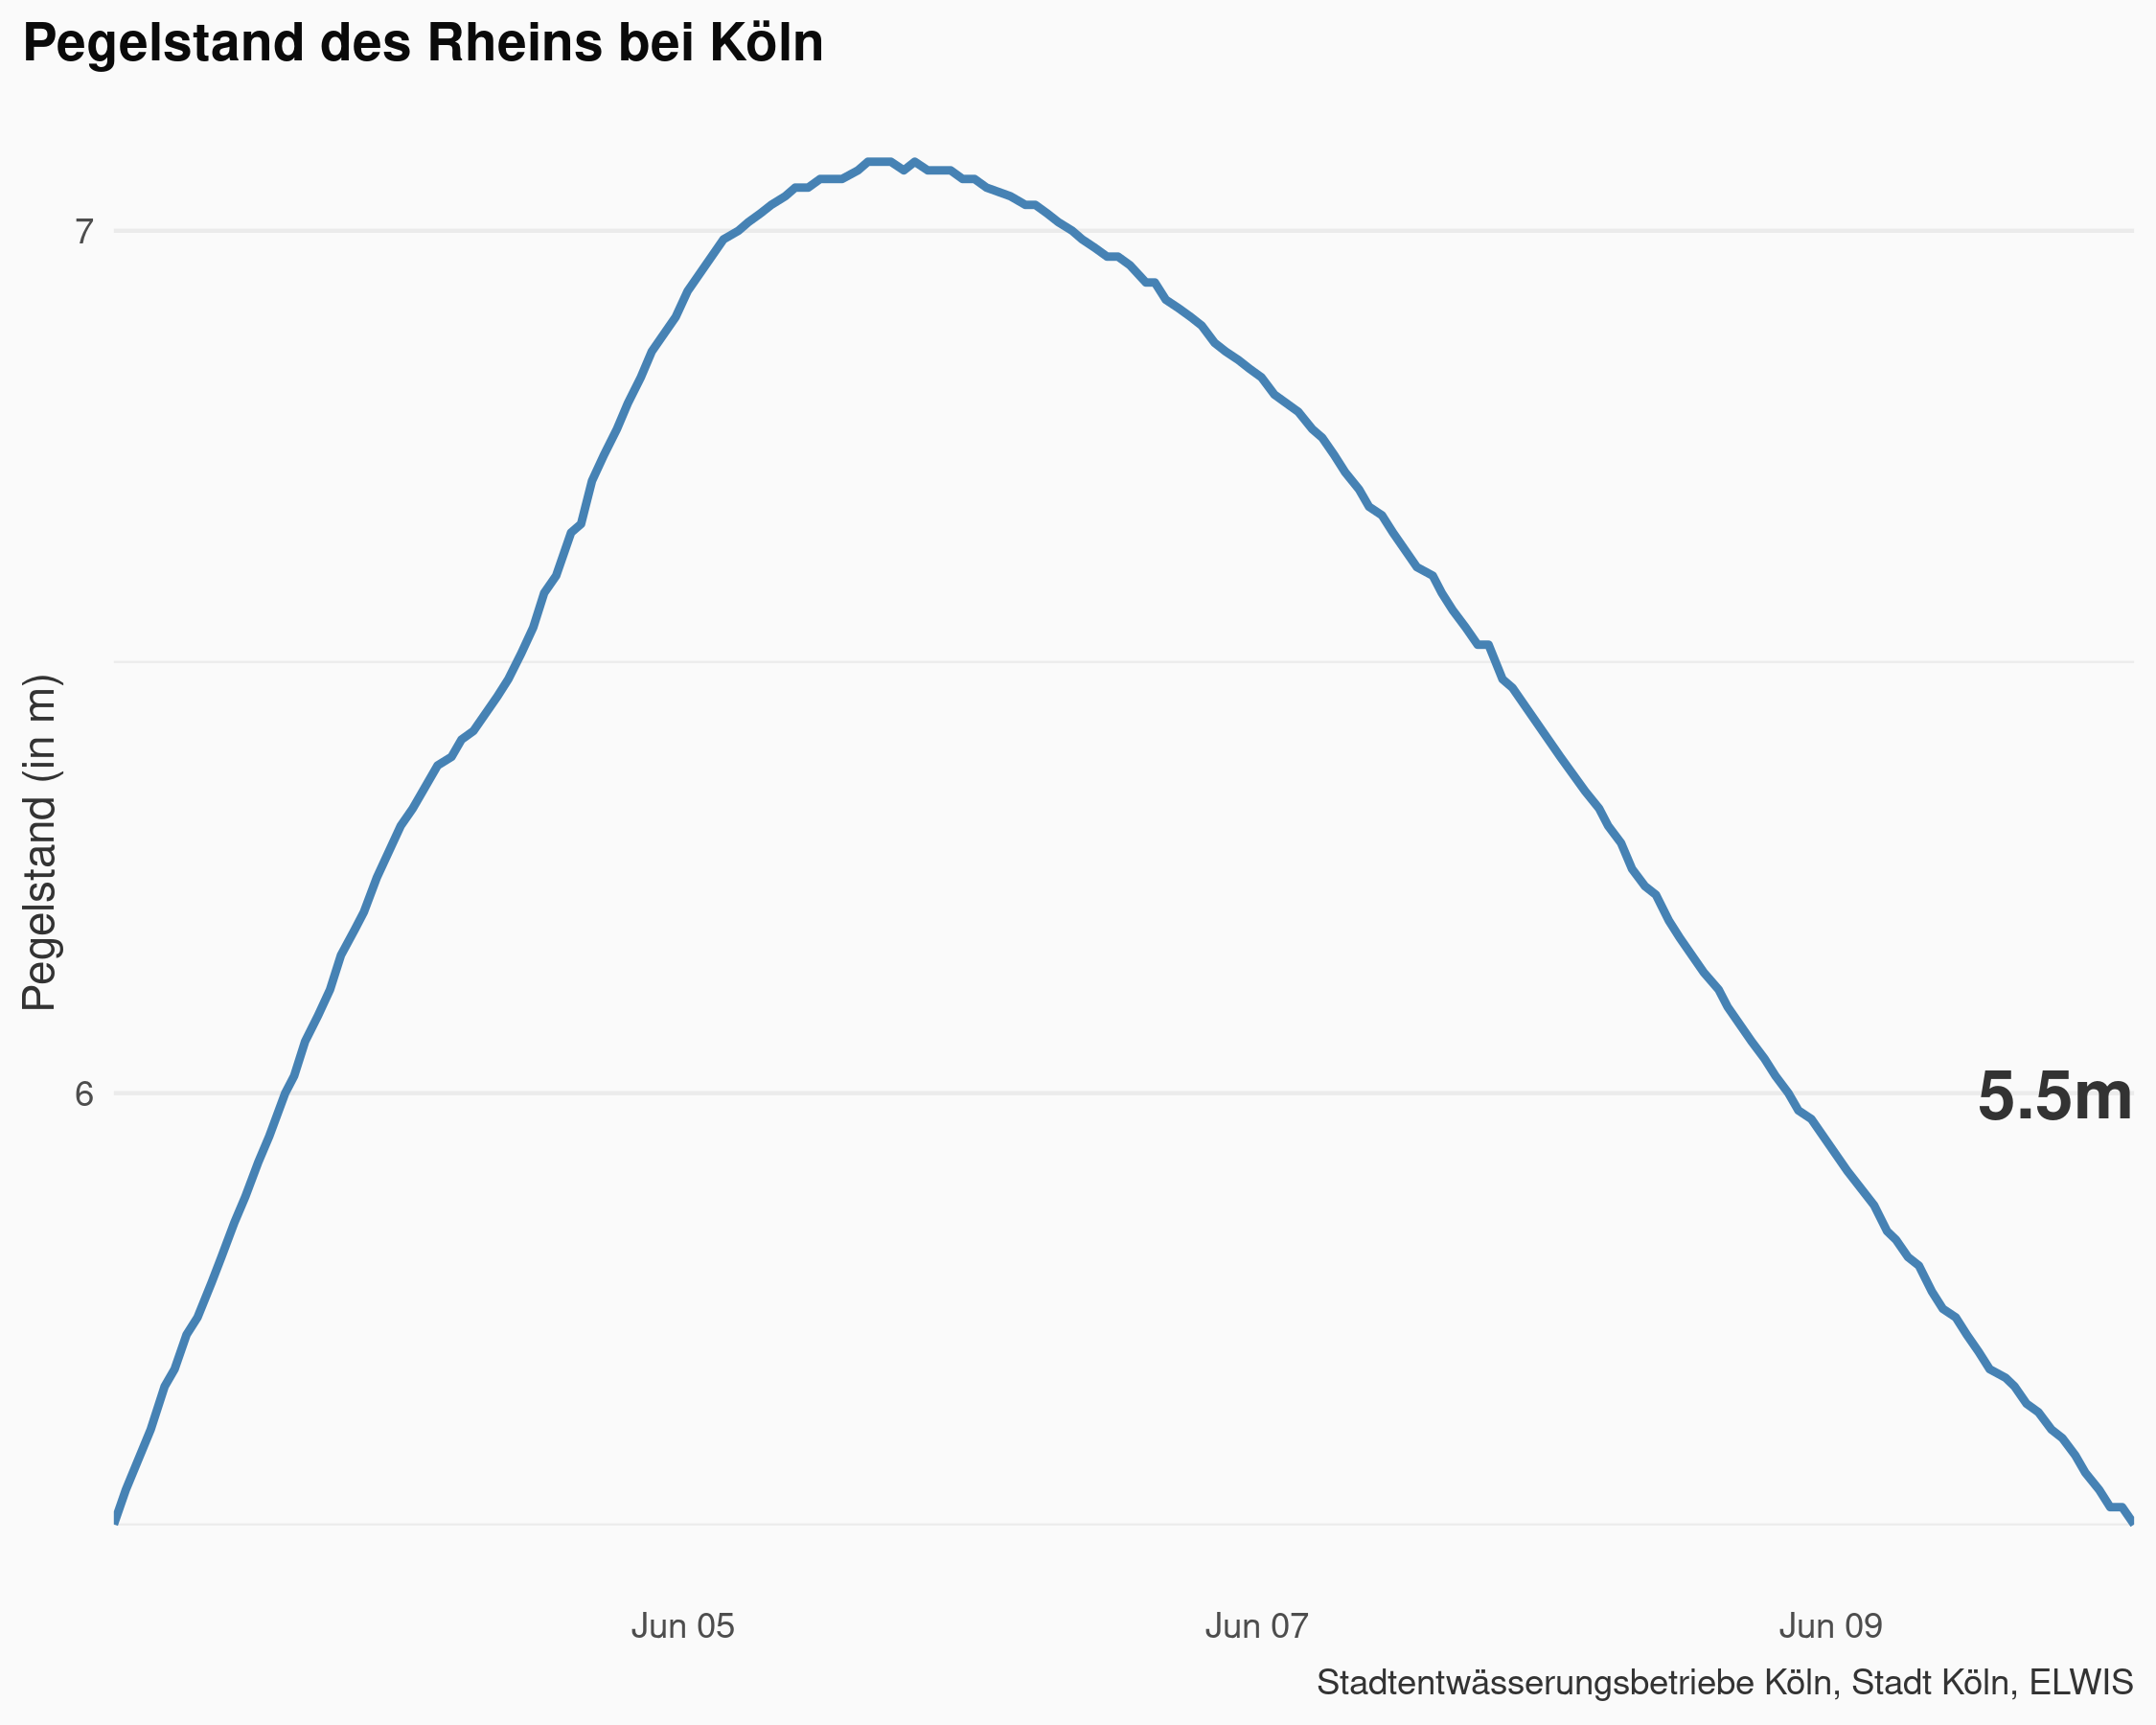 Pegelstand des Rheins bei Köln
Pegelstand (in m)
7
6
5.5m
Jun 05
Jun 07
Jun 09
Stadtentwässerungsbetriebe Köln, Stadt Köln, ELWIS